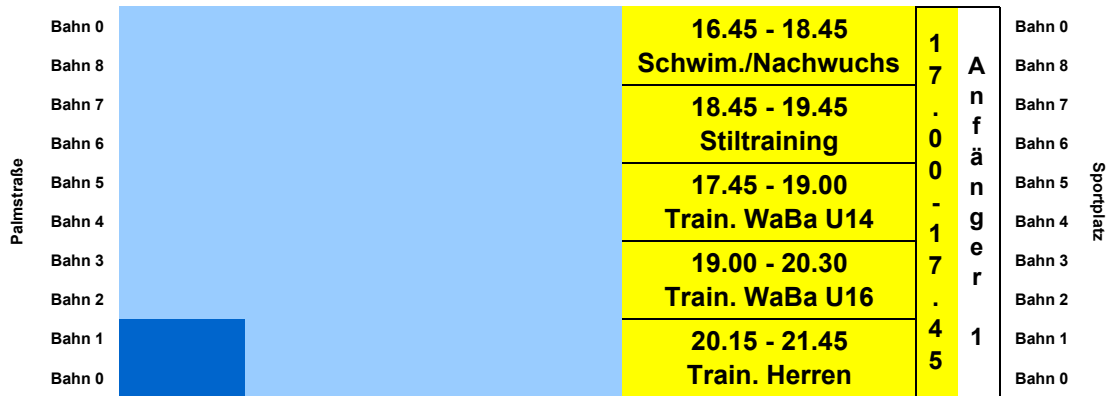 Palmstraße
Bahn 0
Bahn 8
Bahn 7
Bahn 6
Bahn 5
Bahn 4
Bahn 3
Bahn 2
Bahn 1
Bahn 0
16.45 - 18.45
Schwim./Nachwuchs
18.45 - 19.45
Stiltraining
17.45 - 19.00
Train. WaBa U14
19.00 - 20.30
Train. WaBa U16
20.15 - 21.45
Train. Herren
17.00-17.45
Anfänger 1
Bahn 0
Bahn 8
Bahn 7
Bahn 6
Bahn 5
Bahn 4
Bahn 3
Bahn 2
Bahn 1
Bahn 0
Sportplatz